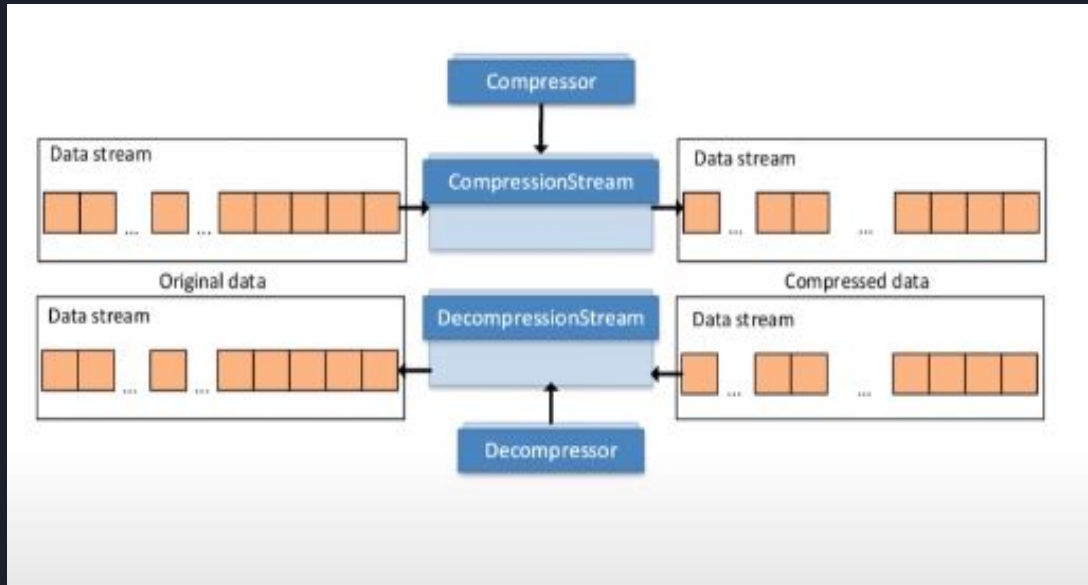 Compressor
Data stream
CompressionStream
Data stream
... ...
... ...
Original data
Compressed data
Data stream
DecompressionStream
Data stream
... ...
... ...
Decompressor